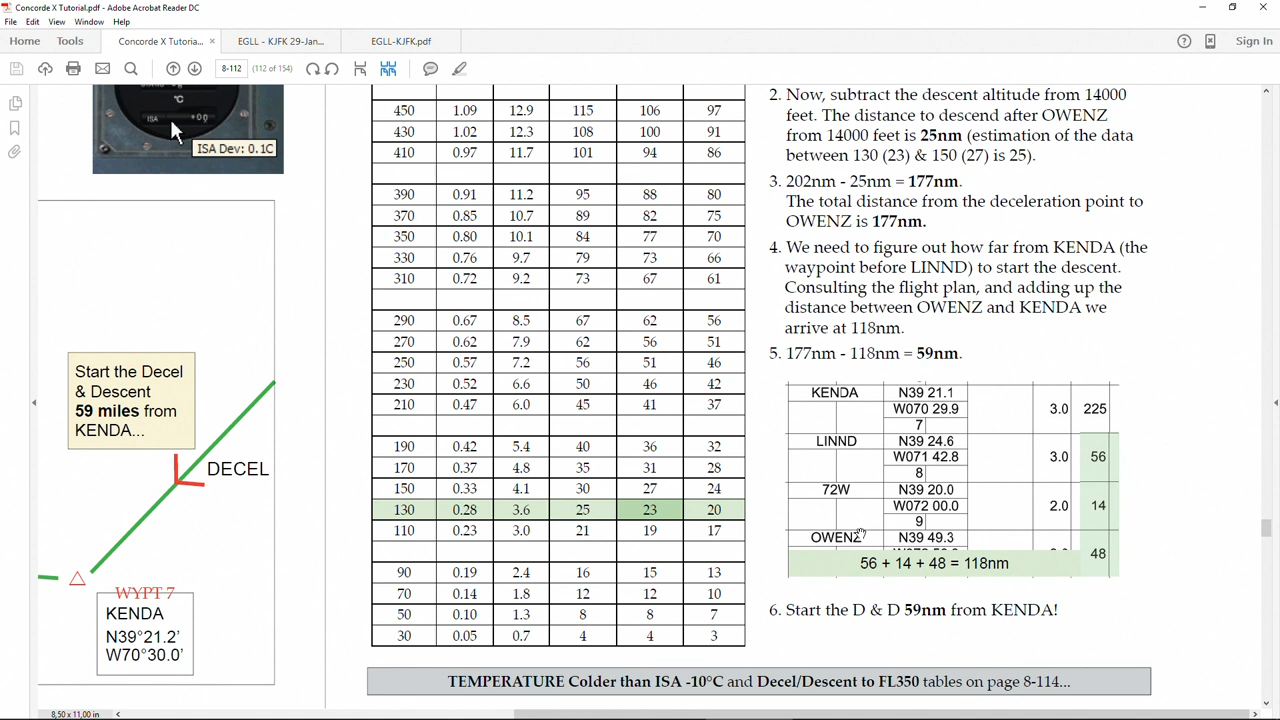 Concorde X Tutorial.pdf - Adobe Acrobat Reader DC
File Edit View Window Help
Home Tools Concorde X Tutoria... × EGLL - KJFK 29-Jan... EGLL-KJFK.pdf Sign In
8-112 (112 of 154)
°C
ISA +00
ISA Dev: 0.1C
Start the Decel
& Descent
59 miles from
KENDA...
DECEL
WYPT 7
KENDA
N39°21.2'
W70°30.0'
450 1.09 12.9 115 106 97
430 1.02 12.3 108 100 91
410 0.97 11.7 101 94 86
390 0.91 11.2 95 88 80
370 0.85 10.7 89 82 75
350 0.80 10.1 84 77 70
330 0.76 9.7 79 73 66
310 0.72 9.2 73 67 61
290 0.67 8.5 67 62 56
270 0.62 7.9 62 56 51
250 0.57 7.2 56 51 46
230 0.52 6.6 50 46 42
210 0.47 6.0 45 41 37
190 0.42 5.4 40 36 32
170 0.37 4.8 35 31 28
150 0.33 4.1 30 27 24
130 0.28 3.6 25 23 20
110 0.23 3.0 21 19 17
90 0.19 2.4 16 15 13
70 0.14 1.8 12 12 10
50 0.10 1.3 8 8 7
30 0.05 0.7 4 4 3
2. Now, subtract the descent altitude from 14000
feet. The distance to descend after OWENZ
from 14000 feet is 25nm (estimation of the data
between 130 (23) & 150 (27) is 25).
3. 202nm - 25nm = 177nm.
The total distance from the deceleration point to
OWENZ is 177nm.
4. We need to figure out how far from KENDA (the
waypoint before LINND) to start the descent.
Consulting the flight plan, and adding up the
distance between OWENZ and KENDA we
arrive at 118nm.
5. 177nm - 118nm = 59nm.
KENDA N39 21.1
W070 29.9 3.0 225
7
LINND N39 24.6
W071 42.8 3.0 56
8
72W N39 20.0
W072 00.0 2.0 14
9
OWENZ N39 49.3
48
56 + 14 + 48 = 118nm
6. Start the D & D 59nm from KENDA!
TEMPERATURE Colder than ISA -10°C and Decel/Descent to FL350 tables on page 8-114...
8,50 x 11,00 in